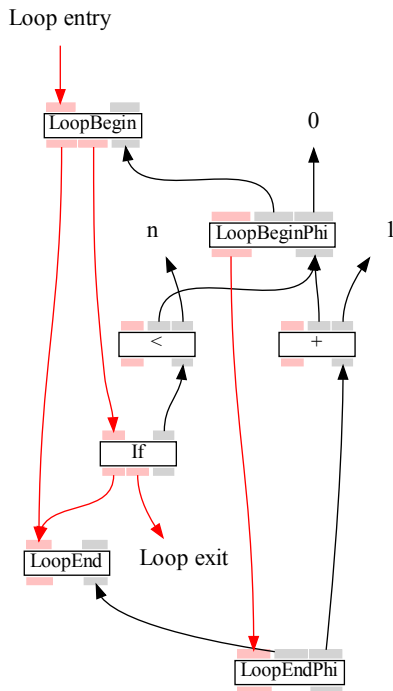 Loop entry
LoopBegin
0
LoopBeginPhi
n
1
<
+
If
Loop exit
LoopEnd
LoopEndPhi